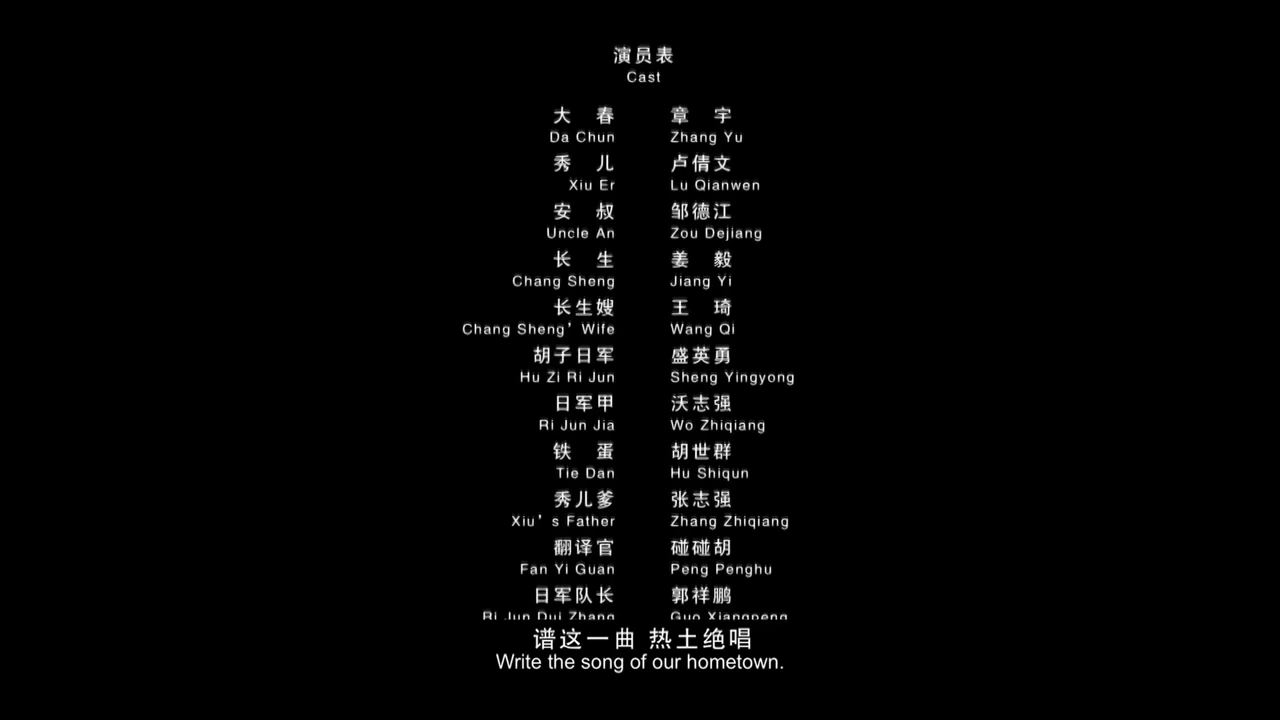 演员表
Cast
大 春 章 宇
Da Chun Zhang Yu
秀 儿 卢倩文
Xiu Er Lu Qianwen
安 叔 邹德江
Uncle An Zou Dejiang
长 生 姜 毅
Chang Sheng Jiang Yi
长生嫂 王 琦
Chang Sheng’Wife Wang Qi
胡子日军 盛英勇
Hu Zi Ri Jun Sheng Yingyong
日军甲 沃志强
Ri Jun Jia Wo Zhiqiang
铁 蛋 胡世群
Tie Dan Hu Shiqun
秀儿爹 张志强
Xiu’s Father Zhang Zhiqiang
翻译官 碰碰胡
Fan Yi Guan Peng Penghu
日军队长 郭祥鹏
Ri Jun Dui Zhang Guo Xiangpeng
谱这一曲 热土绝唱
Write the song of our hometown.